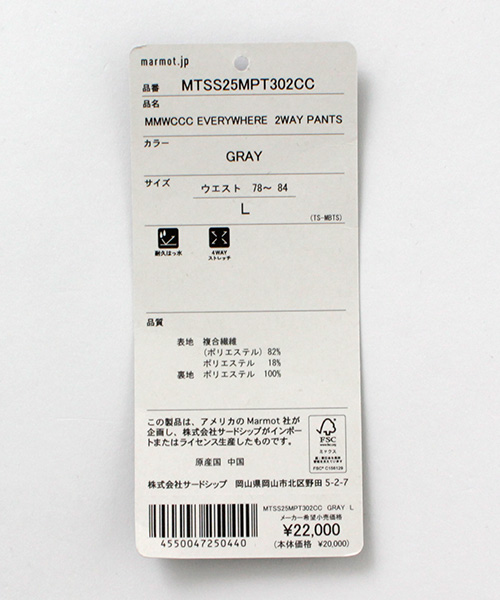 marmot.jp
品番 MTSS25MPT302CC
品名
MMWCCC EVERYWHERE 2WAY PANTS
カラー
GRAY
サイズ
ウエスト 78〜 84
L
(TS-MBTS)
耐久はっ水
4WAY
ストレッチ
品質
表地 複合繊維
(ポリエステル) 82%
ポリエステル 18%
裏地 ポリエステル 100%
この製品は、アメリカのMarmot 社が
企画し、株式会社サードシップがインポー
トまたはライセンス生産したものです。
原産国 中国
FSC
ミックス
FSC® C106128
株式会社サードシップ 岡山県岡山市北区野田 5-2-7
MTSS25MPT302CC GRAY L
メーカー希望小売価格
¥22,000
(本体価格 ¥20,000)
4550047250440